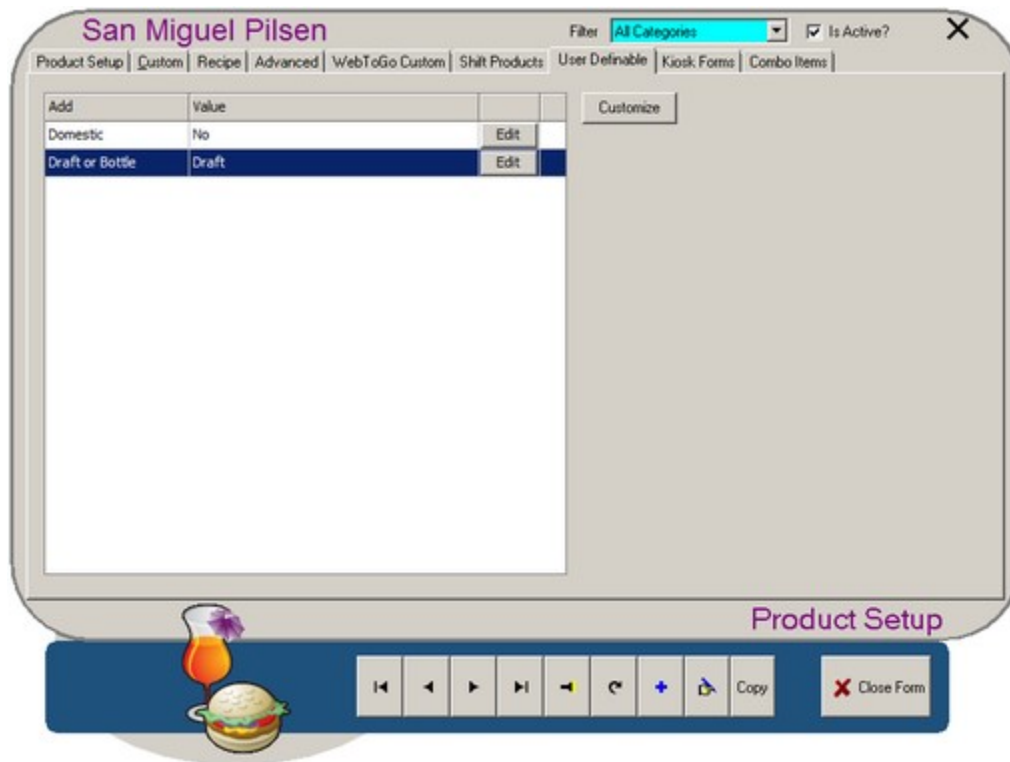 San Miguel Pilsen Filter All Categories Is Active?
Product Setup Custom Recipe Advanced WebToGo Custom Shift Products User Definable Kiosk Forms Combo Items
Add Value Customize
Domestic No Edit
Draft or Bottle Draft Edit
Product Setup
Copy Close Form